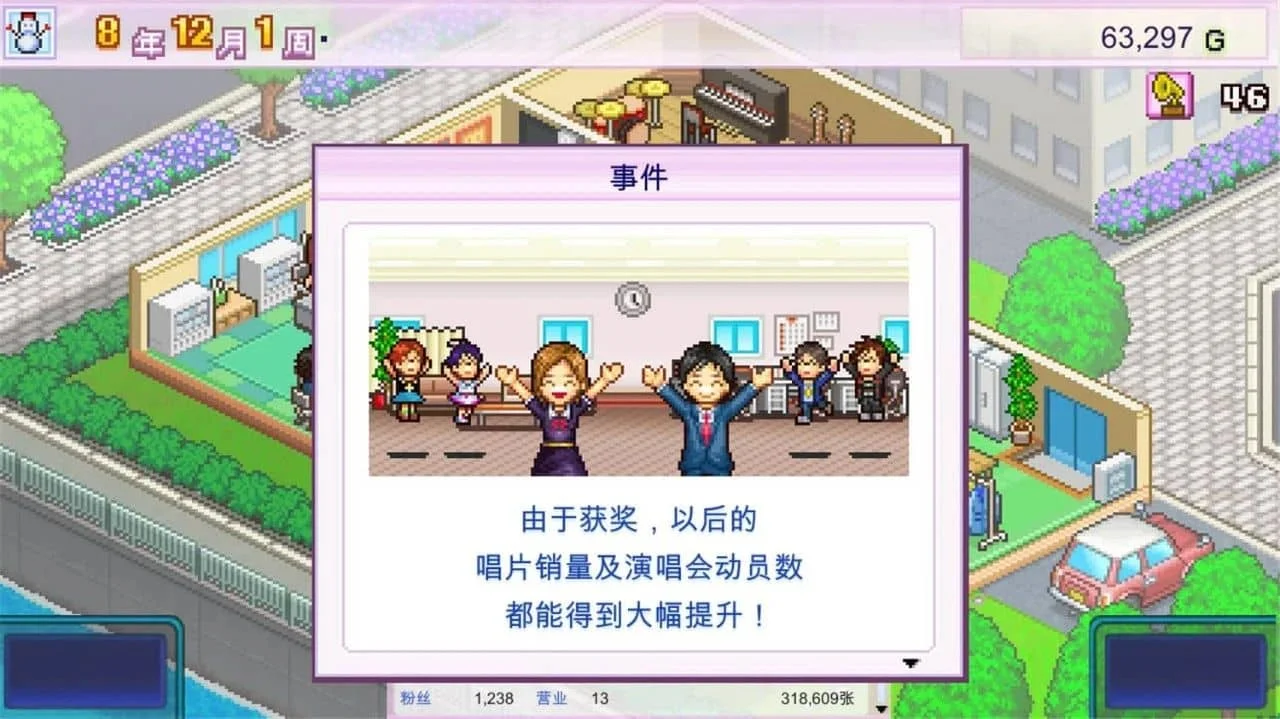 8年12月1周
63,297 G
46
事件
由于获奖，以后的
唱片销量及演唱会动员数
都能得到大幅提升！
粉丝 1,238 营业 13 318,609张